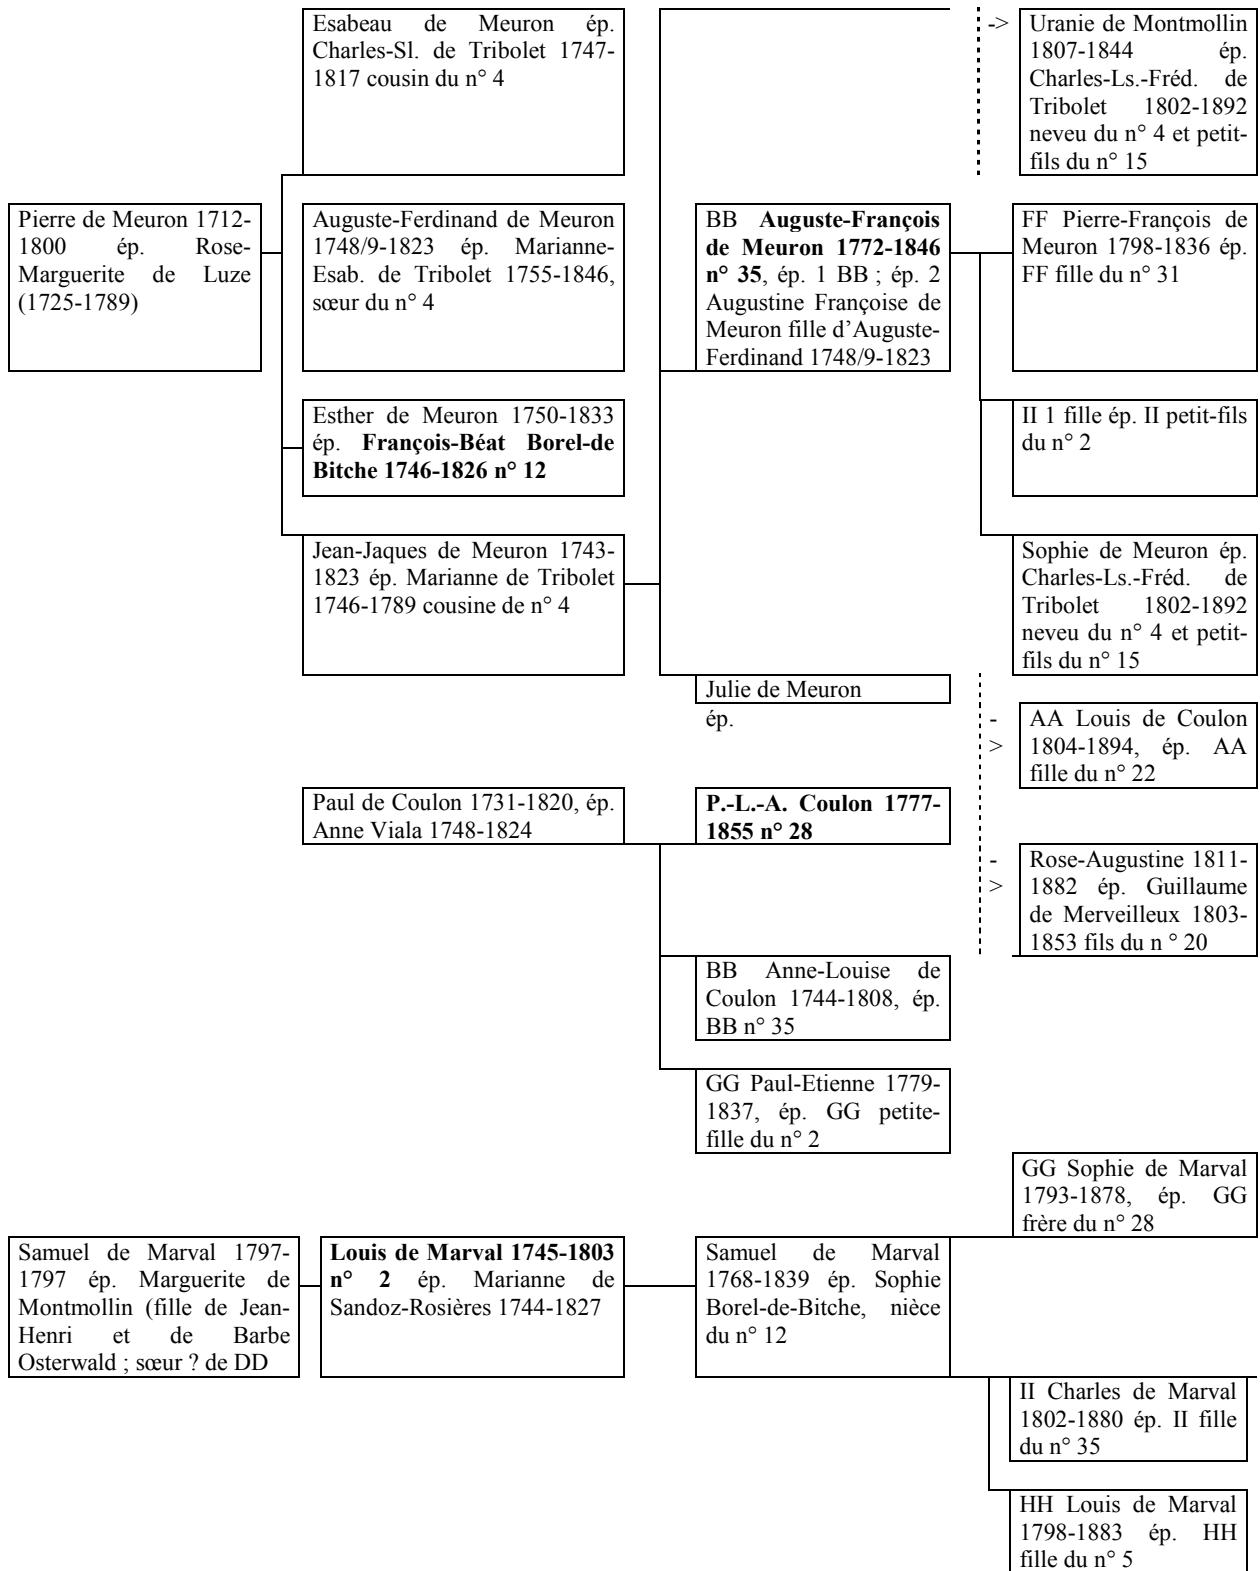 Esabeau de Meuron ép.
Charles-Sl. de Tribolet 1747-
1817 cousin du n° 4
->
Uranie de Montmollin
1807-1844 ép.
Charles-Ls.-Fréd. de
Tribolet 1802-1892
neveu du n° 4 et petit-
fils du n° 15
Pierre de Meuron 1712-
1800 ép. Rose-
Marguerite de Luze
(1725-1789)
Auguste-Ferdinand de Meuron
1748/9-1823 ép. Marianne-
Esab. de Tribolet 1755-1846,
sœur du n° 4
BB Auguste-François
de Meuron 1772-1846
n° 35, ép. 1 BB ; ép. 2
Augustine Françoise de
Meuron fille d’Auguste-
Ferdinand 1748/9-1823
FF Pierre-François de
Meuron 1798-1836 ép.
FF fille du n° 31
Esther de Meuron 1750-1833
ép. François-Béat Borel-de
Bitche 1746-1826 n° 12
II 1 fille ép. II petit-fils
du n° 2
Jean-Jaques de Meuron 1743-
1823 ép. Marianne de Tribolet
1746-1789 cousine de n° 4
Sophie de Meuron ép.
Charles-Ls.-Fréd. de
Tribolet 1802-1892
neveu du n° 4 et petit-
fils du n° 15
Julie de Meuron
ép.
-
>
AA Louis de Coulon
1804-1894, ép. AA
fille du n° 22
Paul de Coulon 1731-1820, ép.
Anne Viala 1748-1824
P.-L.-A. Coulon 1777-
1855 n° 28
-
>
Rose-Augustine 1811-
1882 ép. Guillaume
de Merveilleux 1803-
1853 fils du n ° 20
BB Anne-Louise de
Coulon 1744-1808, ép.
BB n° 35
GG Paul-Etienne 1779-
1837, ép. GG petite-
fille du n° 2
GG Sophie de Marval
1793-1878, ép. GG
frère du n° 28
Samuel de Marval 1797-
1797 ép. Marguerite de
Montmollin (fille de Jean-
Henri et de Barbe
Osterwald ; sœur ? de DD
Louis de Marval 1745-1803
n° 2 ép. Marianne de
Sandoz-Rosières 1744-1827
Samuel de Marval
1768-1839 ép. Sophie
Borel-de-Bitche, nièce
du n° 12
II Charles de Marval
1802-1880 ép. II fille
du n° 35
HH Louis de Marval
1798-1883 ép. HH
fille du n° 5